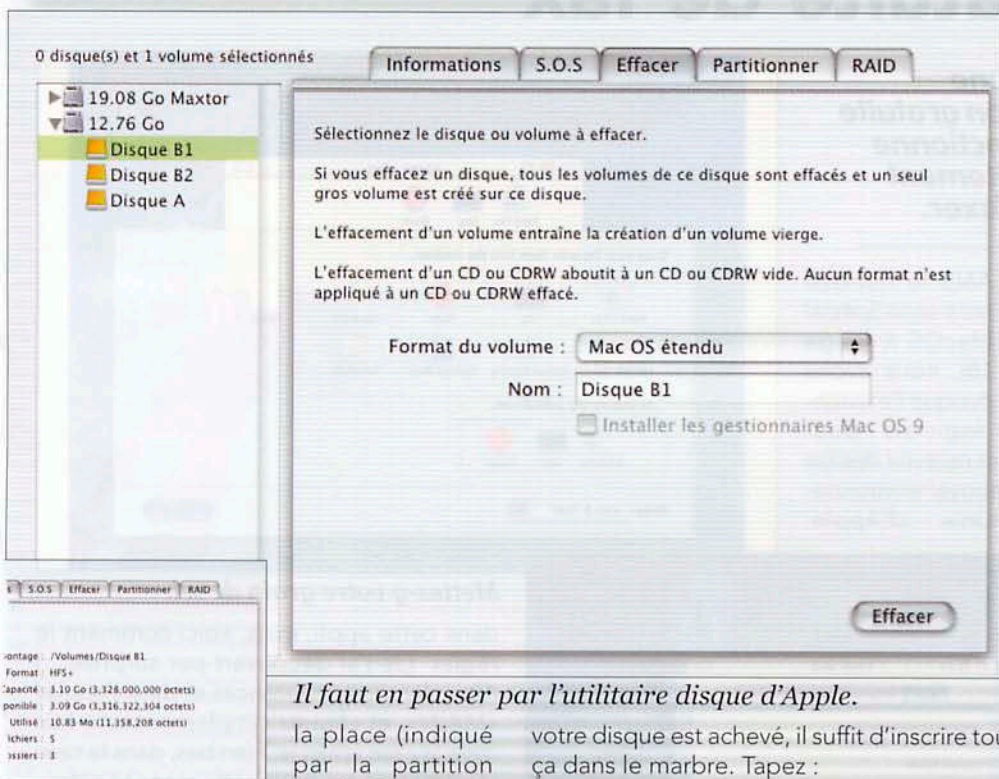 0 disque(s) et 1 volume sélectionnés
Informations
S.O.S
Effacer
Partitionner
RAID
19.08 Go Maxtor
12.76 Go
Disque B1
Disque B2
Disque A
Sélectionnez le disque ou volume à effacer.
Si vous effacez un disque, tous les volumes de ce disque sont effacés et un seul
gros volume est créé sur ce disque.
L'effacement d'un volume entraîne la création d'un volume vierge.
L'effacement d'un CD ou CDRW aboutit à un CD ou CDRW vide. Aucun format n'est
appliqué à un CD ou CDRW effacé.
Format du volume : Mac OS étendu
Nom : Disque B1
Installer les gestionnaires Mac OS 9
Effacer
S.O.S
Effacer
Partitionner
RAID
/Volumes/Disque B1
Format : HFS+
3.10 Go (3,328,000,000 octets)
3.09 Go (3,316,322,304 octets)
Utilisé : 10.83 Mo (11,358,208 octets)
: 5
: 3
Il faut en passer par l'utilitaire disque d'Apple.
la place (indiqué
par la partition
votre disque est achevé, il suffit d'inscrire tou
ça dans le marbre. Tapez :